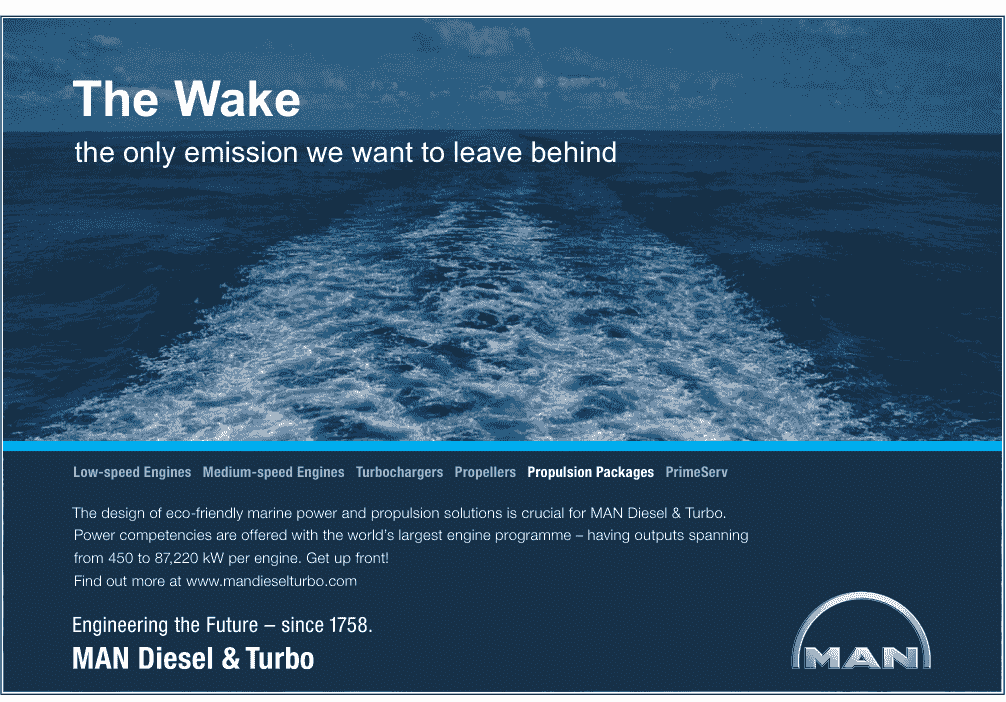 The Wake
the only emission we want to leave behind
Low-speed Engines Medium-speed Engines Turbochargers Propellers Propulsion Packages PrimeServ
The design of eco-friendly marine power and propulsion solutions is crucial for MAN Diesel & Turbo.
Power competencies are offered with the world's largest engine programme – having outputs spanning
from 450 to 87,220 kW per engine. Get up front!
Find out more at www.mandieselturbo.com
Engineering the Future – since 1758.
MAN Diesel & Turbo
MAN